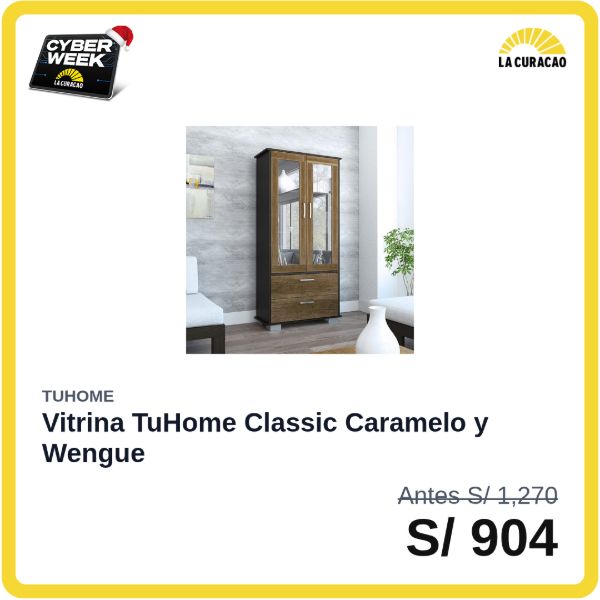 CYBER
WEEK
LA CURACAO
LA CURACAO
TUHOME
Vitrina TuHome Classic Caramelo y
Wengue
Antes S/ 1,270
S/ 904